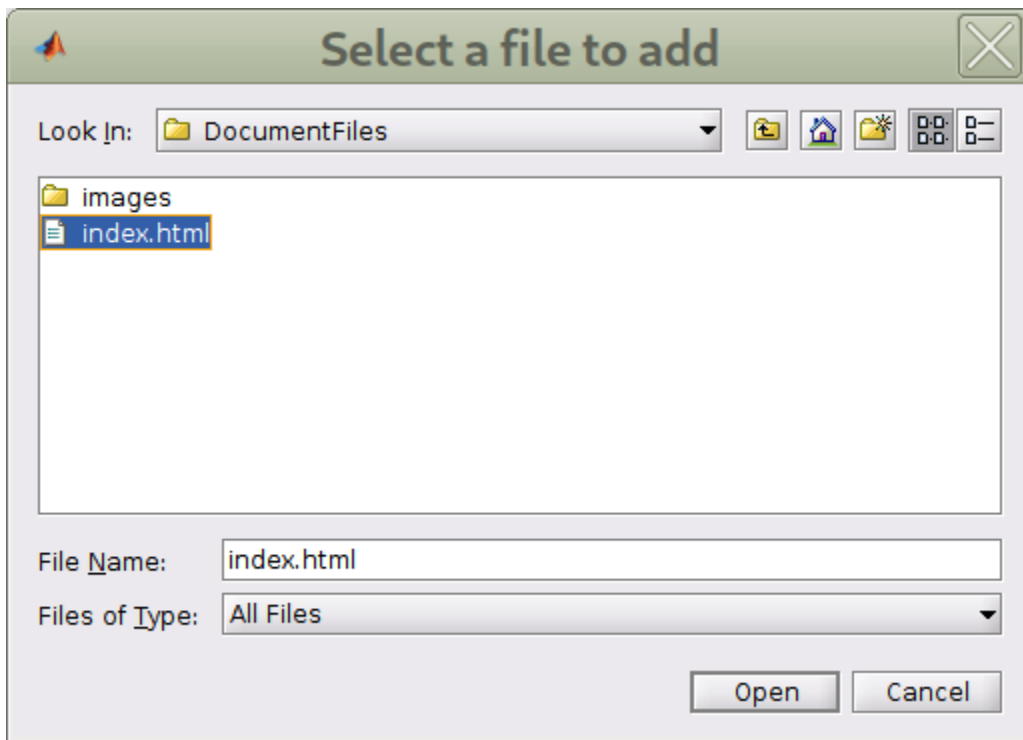 Select a file to add
Look In: DocumentFiles
images
index.html
File Name: index.html
Files of Type: All Files
Open Cancel